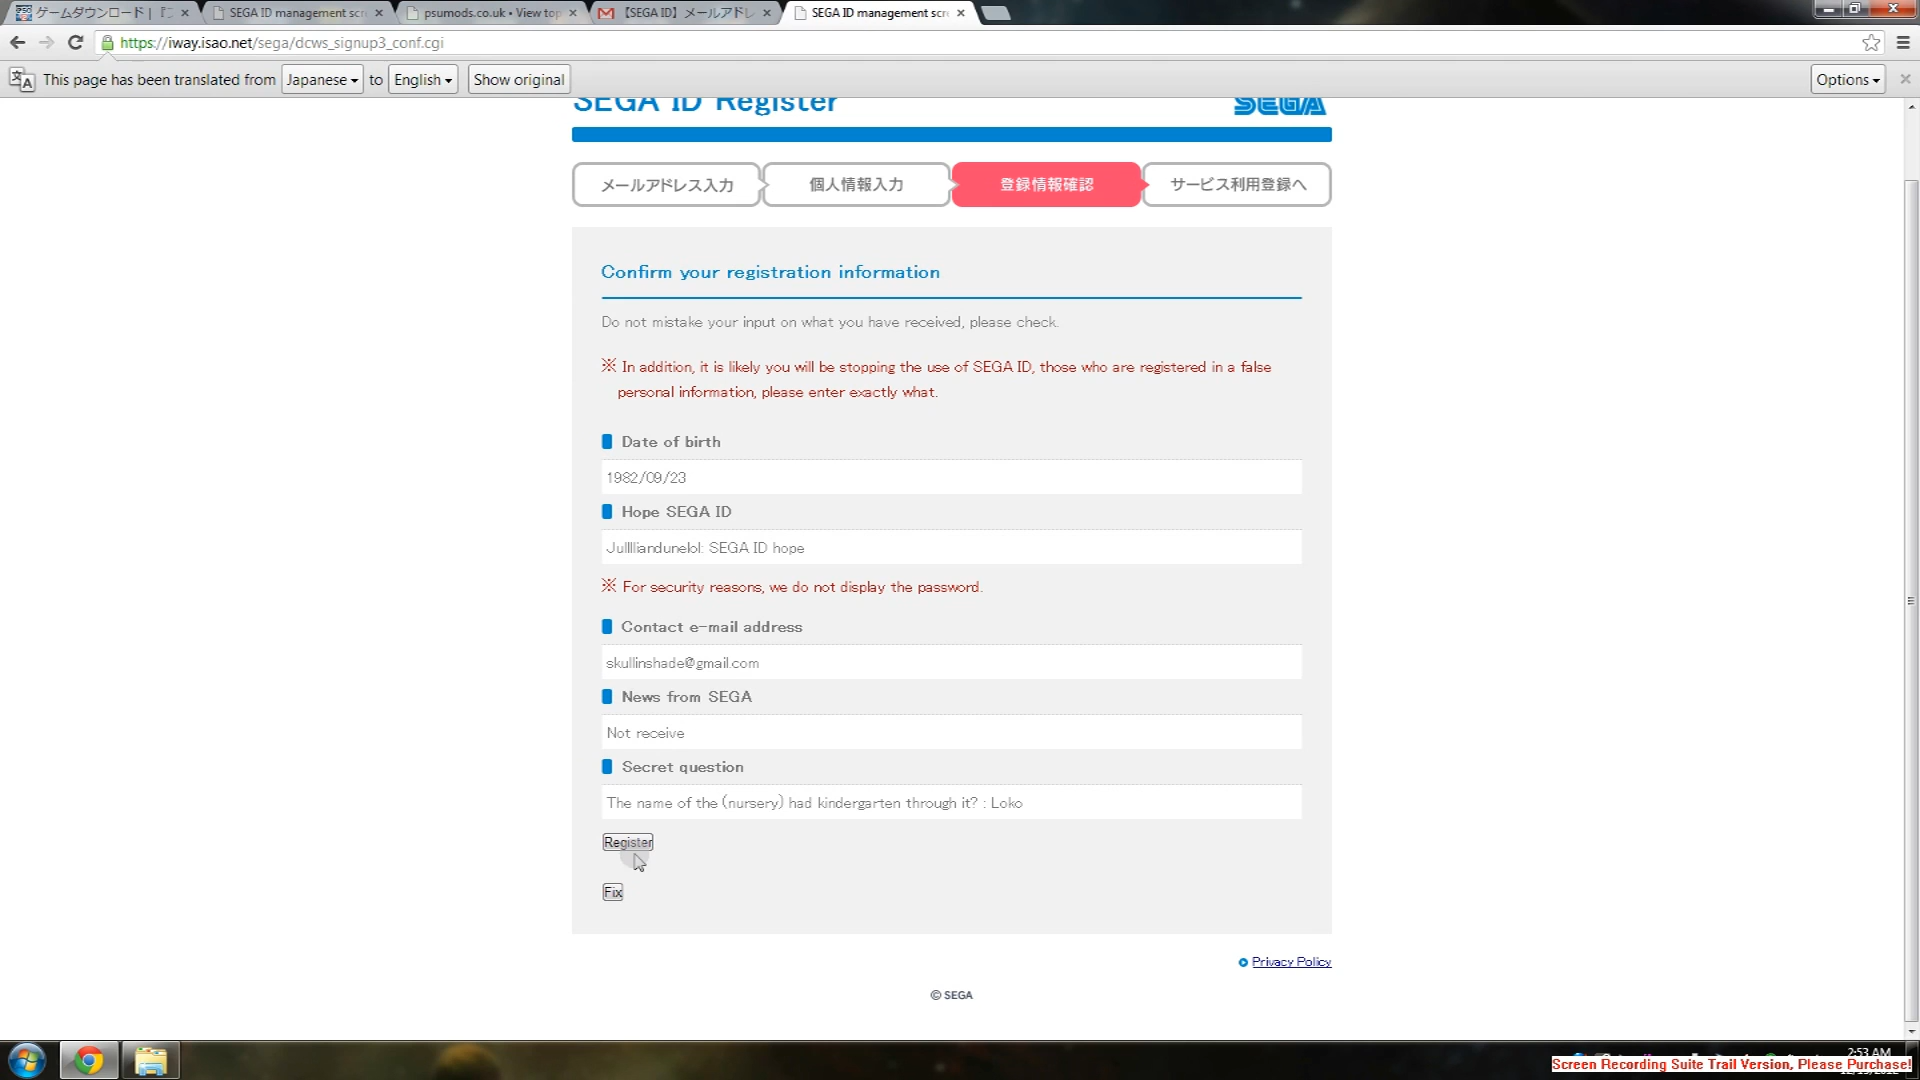 ゲームダウンロード |『フ
SEGA ID management scr
psumods.co.uk • View top
【SEGA ID】メールアドレ
SEGA ID management scr
https://iway.isao.net/sega/dcws_signup3_conf.cgi
This page has been translated from Japanese to English Show original Options
SEGA ID Register
SEGA
メールアドレス入力
個人情報入力
登録情報確認
サービス利用登録へ
Confirm your registration information
Do not mistake your input on what you have received, please check.
※ In addition, it is likely you will be stopping the use of SEGA ID, those who are registered in a false
personal information, please enter exactly what.
Date of birth
1982/09/23
Hope SEGA ID
Julllliandunelol: SEGA ID hope
※ For security reasons, we do not display the password.
Contact e-mail address
skullinshade@gmail.com
News from SEGA
Not receive
Secret question
The name of the (nursery) had kindergarten through it? : Loko
Register
Fix
Privacy Policy
© SEGA
2:53 AM
Screen Recording Suite Trail Version, Please Purchase!